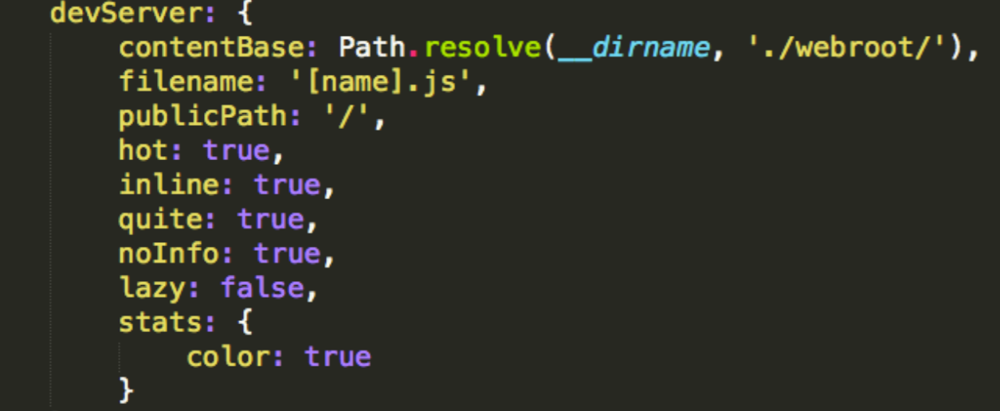 devServer: {
    contentBase: Path.resolve(__dirname, './webroot/'),
    filename: '[name].js',
    publicPath: '/',
    hot: true,
    inline: true,
    quite: true,
    noInfo: true,
    lazy: false,
    stats: {
        color: true
    }